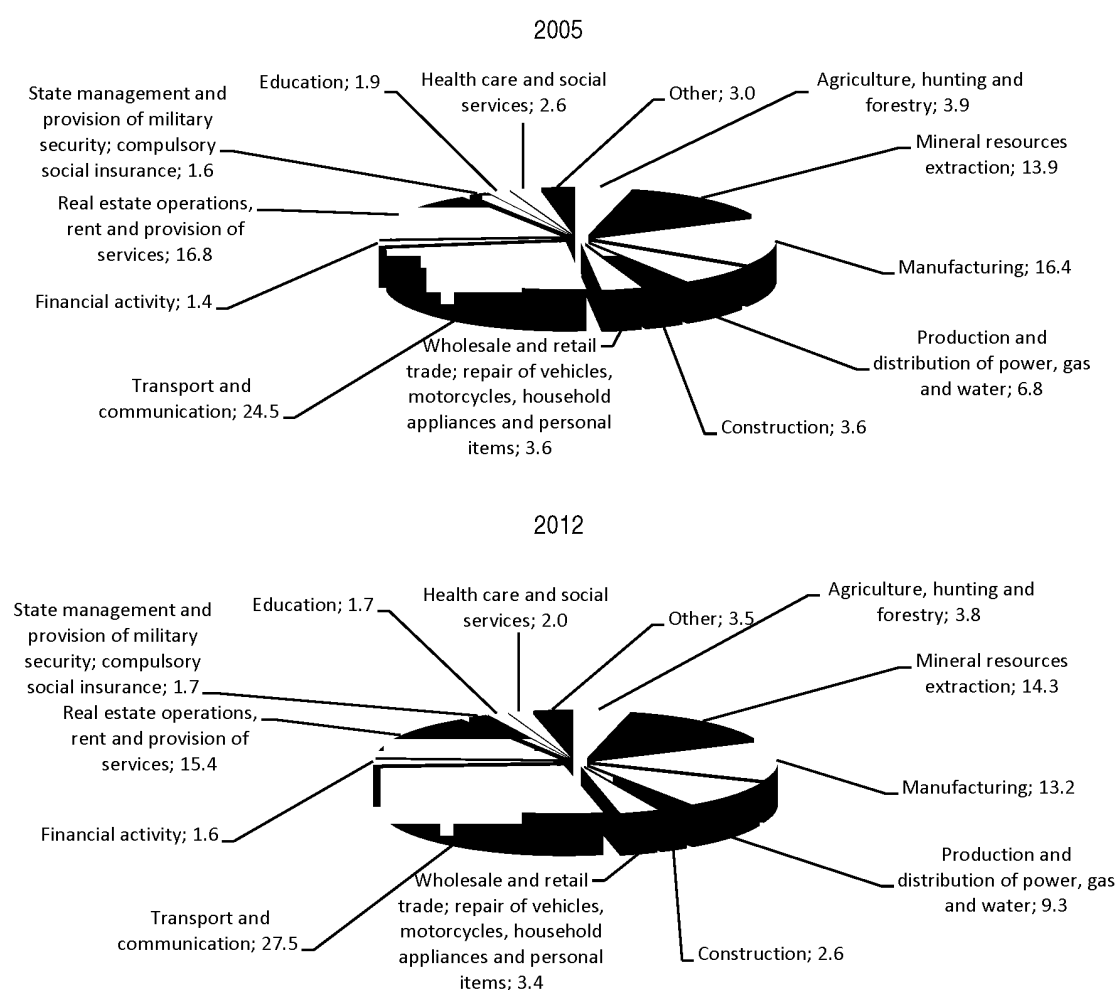 2005
Education; 1.9
Health care and social
services; 2.6
Other; 3.0
Agriculture, hunting and
forestry; 3.9
State management and
provision of military
security; compulsory
social insurance; 1.6
Mineral resources
extraction; 13.9
Real estate operations,
rent and provision of
services; 16.8
Manufacturing; 16.4
Financial activity; 1.4
Production and
distribution of power, gas
and water; 6.8
Wholesale and retail
trade; repair of vehicles,
motorcycles, household
appliances and personal
items; 3.6
Transport and
communication; 24.5
Construction; 3.6
2012
Education; 1.7
Health care and social
services; 2.0
Other; 3.5
Agriculture, hunting and
forestry; 3.8
State management and
provision of military
security; compulsory
social insurance; 1.7
Mineral resources
extraction; 14.3
Real estate operations,
rent and provision of
services; 15.4
Manufacturing; 13.2
Financial activity; 1.6
Production and
distribution of power, gas
and water; 9.3
Wholesale and retail
trade; repair of vehicles,
motorcycles, household
appliances and personal
items; 3.4
Transport and
communication; 27.5
Construction; 2.6